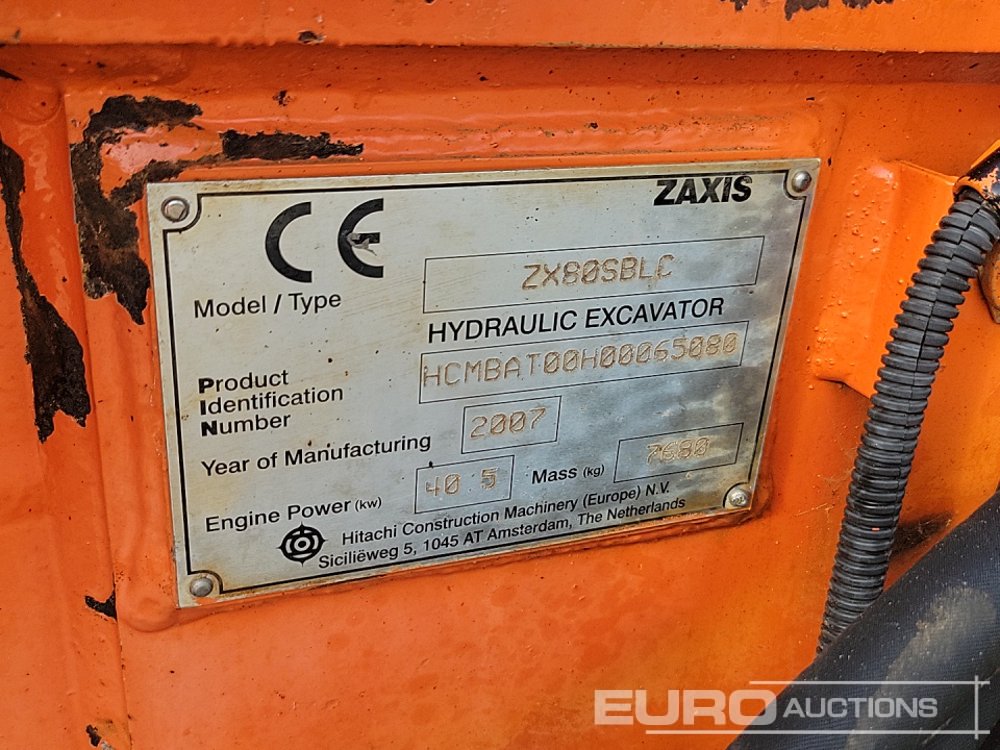 CE
ZAXIS
Model / Type
ZX80SBLC
HYDRAULIC EXCAVATOR
Product
Identification
Number
HCMBAT00H00065080
Year of Manufacturing
2007
Engine Power (kw)
40.5
Mass (kg)
7680
Hitachi Construction Machinery (Europe) N.V.
Siciliëweg 5, 1045 AT Amsterdam, The Netherlands
EURO AUCTIONS